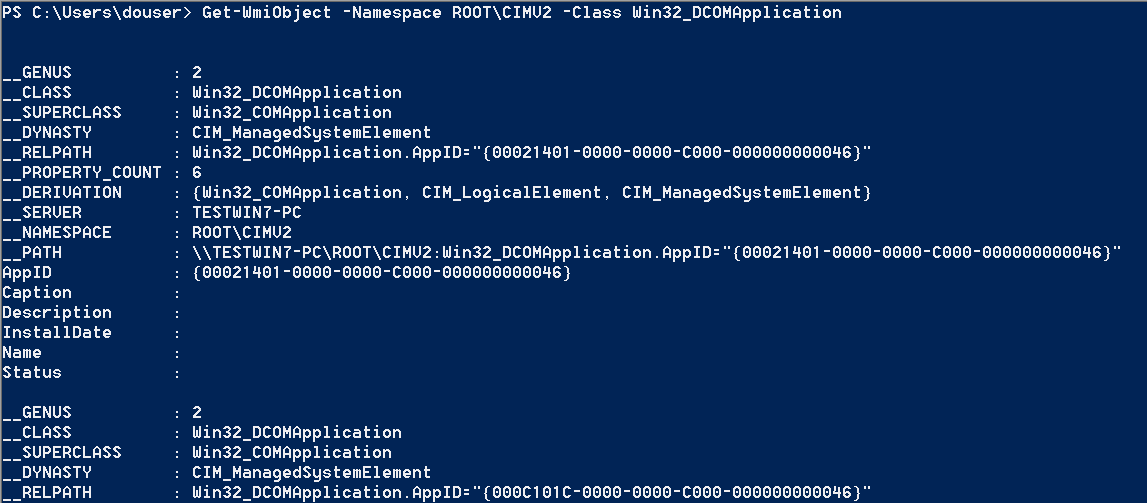 PS C:\Users\douser> Get-WmiObject -Namespace ROOT\CIMV2 -Class Win32_DCOMApplication
__GENUS : 2
__CLASS : Win32_DCOMApplication
__SUPERCLASS : Win32_COMApplication
__DYNASTY : CIM_ManagedSystemElement
__RELPATH : Win32_DCOMApplication.AppID="{00021401-0000-0000-C000-000000000046}"
__PROPERTY_COUNT : 6
__DERIVATION : {Win32_COMApplication, CIM_LogicalElement, CIM_ManagedSystemElement}
__SERVER : TESTWIN7-PC
__NAMESPACE : ROOT\CIMV2
__PATH : \\TESTWIN7-PC\ROOT\CIMV2:Win32_DCOMApplication.AppID="{00021401-0000-0000-C000-000000000046}"
AppID : {00021401-0000-0000-C000-000000000046}
Caption :
Description :
InstallDate :
Name :
Status :
__GENUS : 2
__CLASS : Win32_DCOMApplication
__SUPERCLASS : Win32_COMApplication
__DYNASTY : CIM_ManagedSystemElement
__RELPATH : Win32_DCOMApplication.AppID="{000C101C-0000-0000-C000-000000000046}"